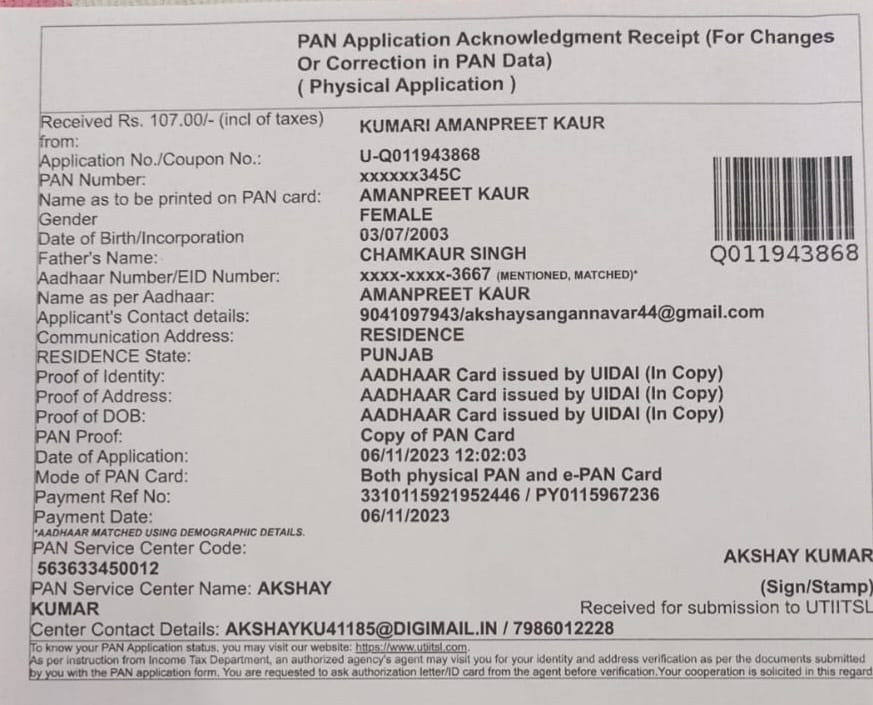 PAN Application Acknowledgment Receipt (For Changes
Or Correction in PAN Data)
( Physical Application )
Received Rs. 107.00/- (incl of taxes) from: KUMARI AMANPREET KAUR
Application No./Coupon No.: U-Q011943868
PAN Number: xxxxxx345C
Name as to be printed on PAN card: AMANPREET KAUR
Gender FEMALE
Date of Birth/Incorporation 03/07/2003
Q011943868
Father's Name: CHAMKAUR SINGH
Aadhaar Number/EID Number: xxxx-xxxx-3667 (MENTIONED, MATCHED)*
Name as per Aadhaar: AMANPREET KAUR
Applicant's Contact details: 9041097943/akshaysangannavar44@gmail.com
Communication Address: RESIDENCE
RESIDENCE State: PUNJAB
Proof of Identity: AADHAAR Card issued by UIDAI (In Copy)
Proof of Address: AADHAAR Card issued by UIDAI (In Copy)
Proof of DOB: AADHAAR Card issued by UIDAI (In Copy)
PAN Proof: Copy of PAN Card
Date of Application: 06/11/2023 12:02:03
Mode of PAN Card: Both physical PAN and e-PAN Card
Payment Ref No: 3310115921952446 / PY0115967236
Payment Date: 06/11/2023
*AADHAAR MATCHED USING DEMOGRAPHIC DETAILS.
PAN Service Center Code:
563633450012
AKSHAY KUMAR
PAN Service Center Name: AKSHAY
KUMAR
(Sign/Stamp)
Received for submission to UTIITSL
Center Contact Details: AKSHAYKU41185@DIGIMAIL.IN / 7986012228
To know your PAN Application status, you may visit our website: https://www.utiitsl.com.
As per instruction from Income Tax Department, an authorized agency's agent may visit you for your identity and address verification as per the documents submitted
by you with the PAN application form. You are requested to ask authorization letter/ID card from the agent before verification.Your cooperation is solicited in this regard